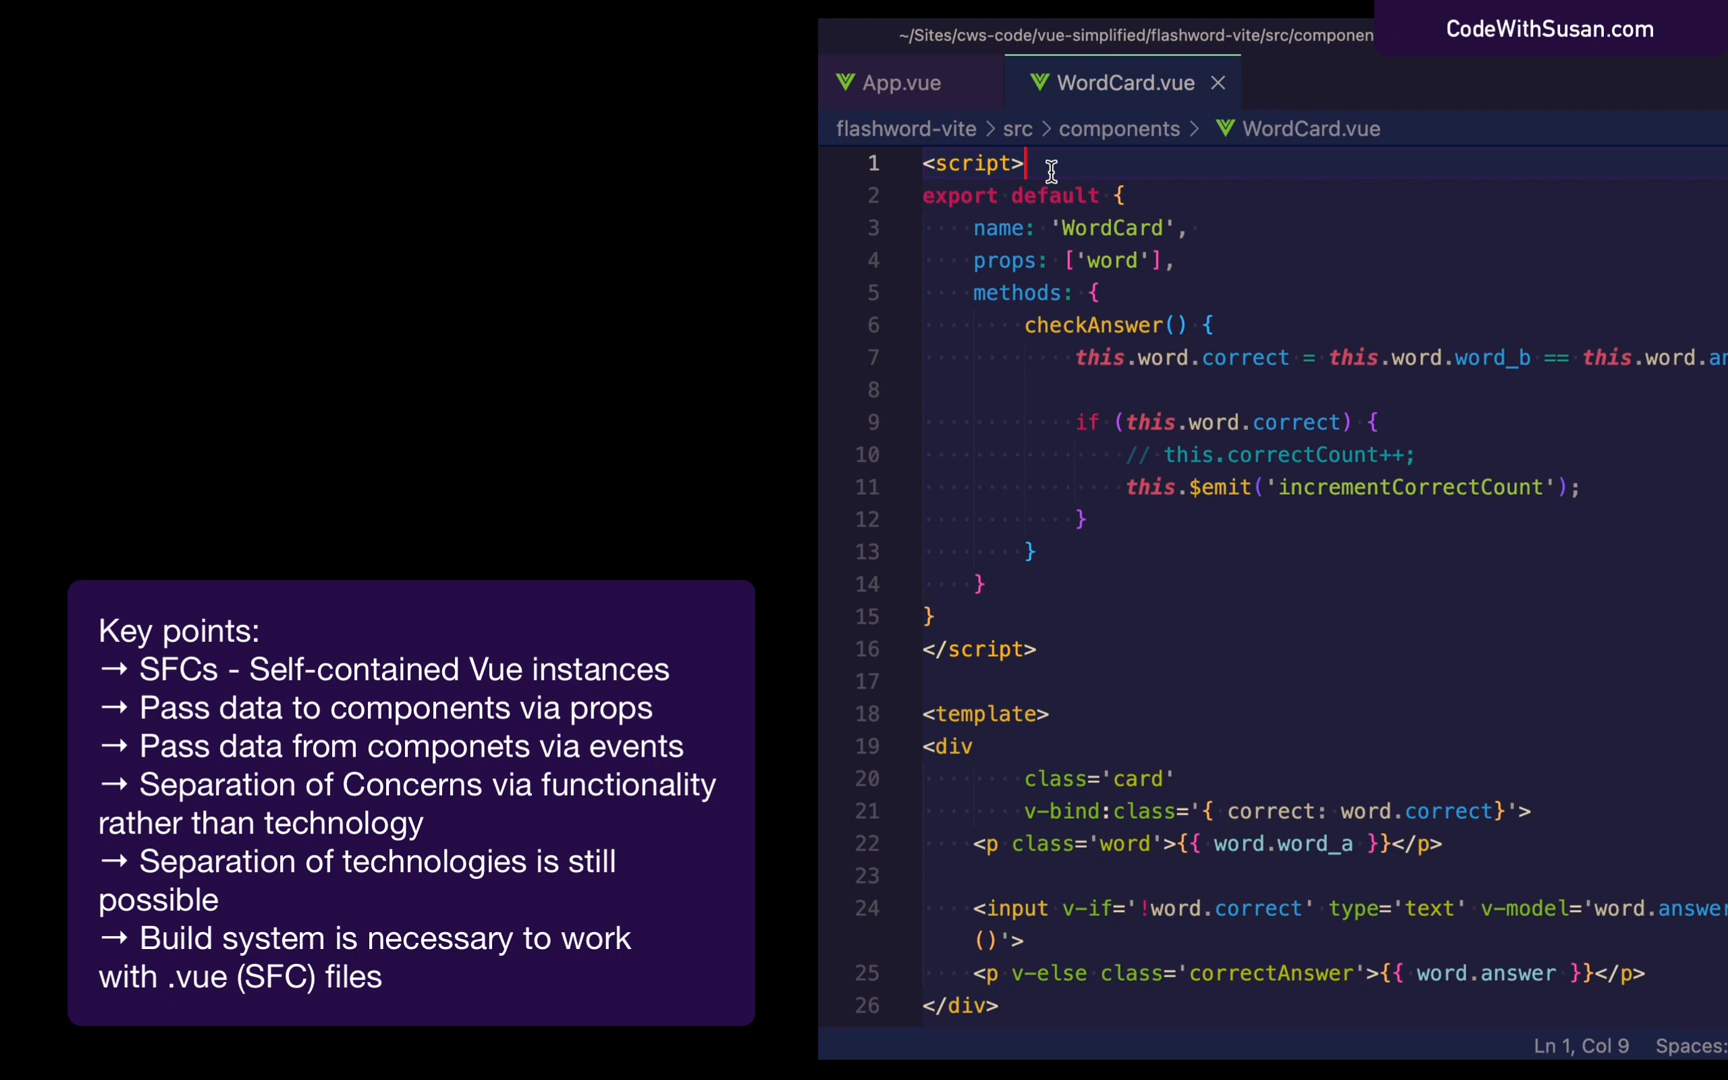 CodeWithSusan.com
~/Sites/cws-code/vue-simplified/flashword-vite/src/componen
App.vue
WordCard.vue ×
flashword-vite > src > components > WordCard.vue
1 <script>
2 export default {
3 name: 'WordCard',
4 props: ['word'],
5 methods: {
6 checkAnswer() {
7 this.word.correct = this.word.word_b == this.word.an
8
9 if (this.word.correct) {
10 // this.correctCount++;
11 this.$emit('incrementCorrectCount');
12 }
13 }
14 }
15 }
16 </script>
17
18 <template>
19 <div
20 class='card'
21 v-bind:class='{ correct: word.correct}'>
22 <p class='word'>{{ word.word_a }}</p>
23
24 <input v-if='!word.correct' type='text' v-model='word.answer
()'>
25 <p v-else class='correctAnswer'>{{ word.answer }}</p>
26 </div>
Ln 1, Col 9 Spaces:
Key points:
→ SFCs - Self-contained Vue instances
→ Pass data to components via props
→ Pass data from componets via events
→ Separation of Concerns via functionality
rather than technology
→ Separation of technologies is still
possible
→ Build system is necessary to work
with .vue (SFC) files